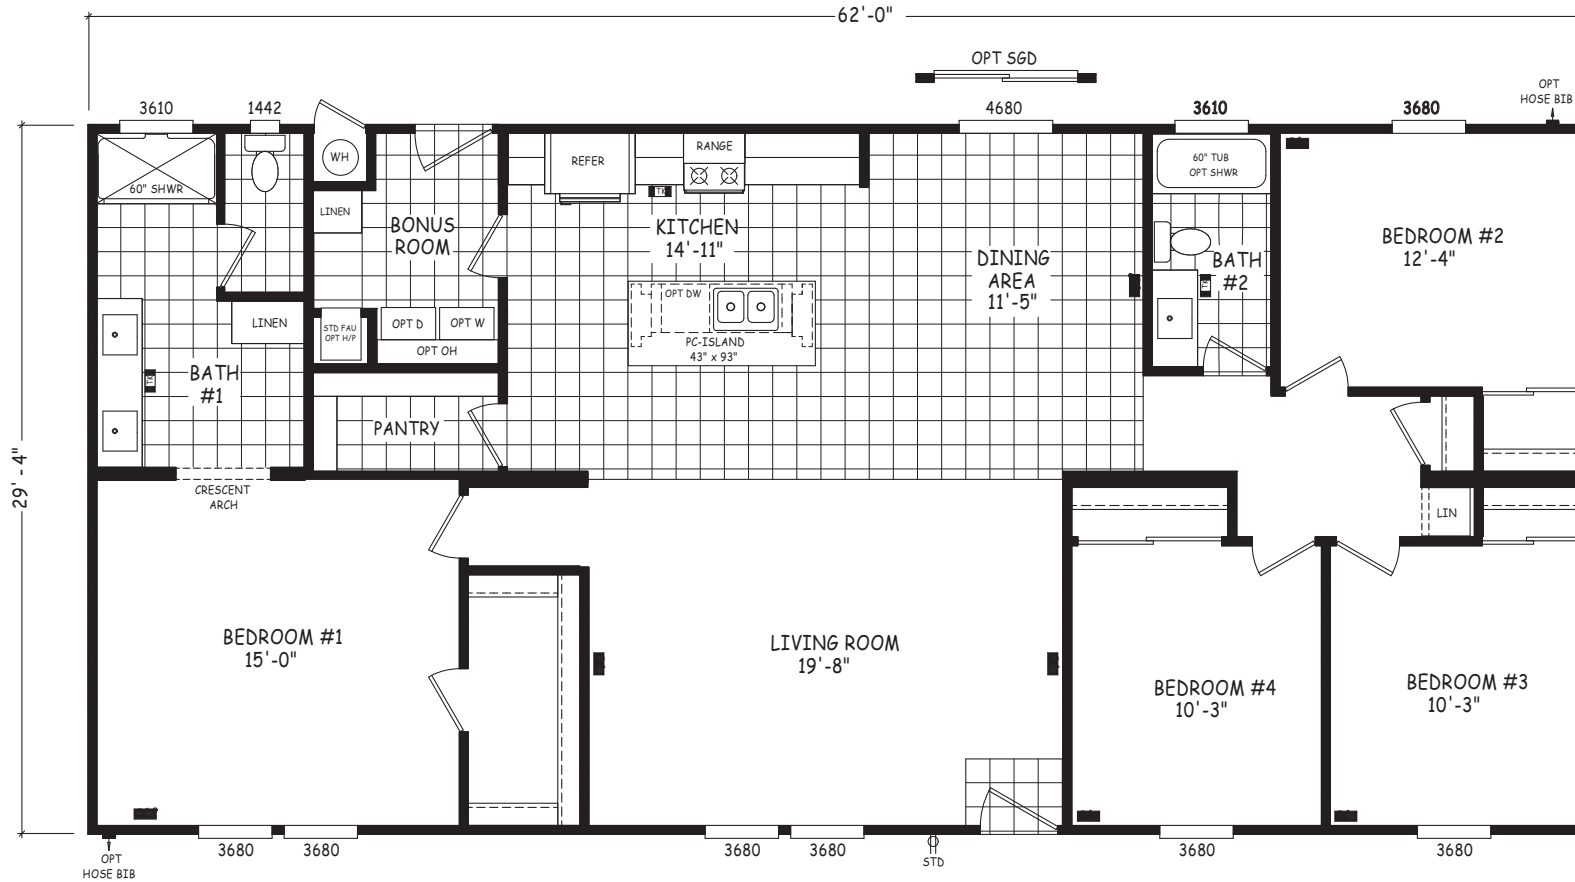 62'-0"
OPT SGD
OPT
HOSE BIB
3610
1442
4680
3610
3680
60" SHWR
WH
REFER
RANGE
60" TUB
OPT SHWR
TK
LINEN
BONUS
ROOM
KITCHEN
14'-11"
DINING
AREA
11'-5"
BATH
#2
TK
BEDROOM #2
12'-4"
OPT DW
LINEN
STD FAU
OPT H/P
OPT D
OPT W
OPT OH
PC-ISLAND
43" x 93"
BATH
#1
TK
PANTRY
29'-4"
CRESCENT
ARCH
LIN
BEDROOM #1
15'-0"
LIVING ROOM
19'-8"
BEDROOM #4
10'-3"
BEDROOM #3
10'-3"
3680
3680
3680
3680
STD
3680
3680
OPT
HOSE BIB